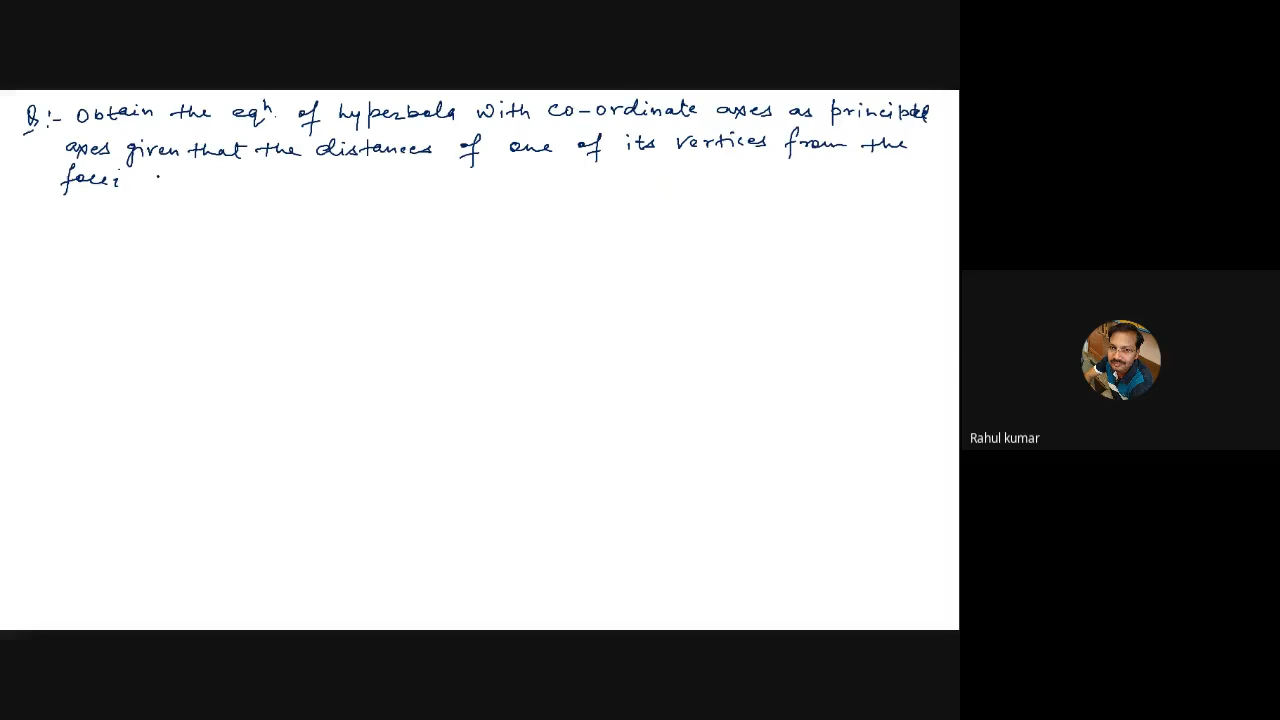 Q:- Obtain the eqn. of hyperbola with co-ordinate axes as principal
axes given that the distances of one of its vertices from the
foci
Rahul kumar